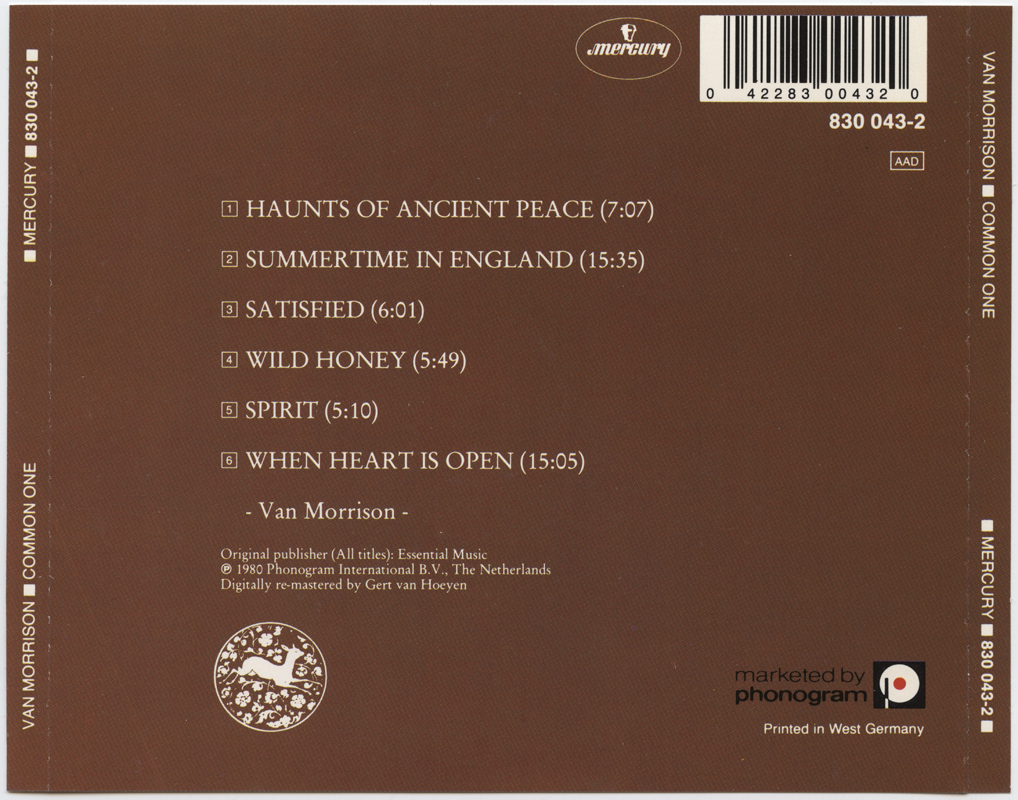 ■ MERCURY ■ 830 043-2 ■
VAN MORRISON ■ COMMON ONE
mercury
0 42283 00432 0
830 043-2
AAD
1 HAUNTS OF ANCIENT PEACE (7:07)
2 SUMMERTIME IN ENGLAND (15:35)
3 SATISFIED (6:01)
4 WILD HONEY (5:49)
5 SPIRIT (5:10)
6 WHEN HEART IS OPEN (15:05)
- Van Morrison -
Original publisher (All titles): Essential Music
℗ 1980 Phonogram International B.V., The Netherlands
Digitally re-mastered by Gert van Hoeyen
marketed by
phonogram
Printed in West Germany
VAN MORRISON ■ COMMON ONE
■ MERCURY ■ 830 043-2 ■